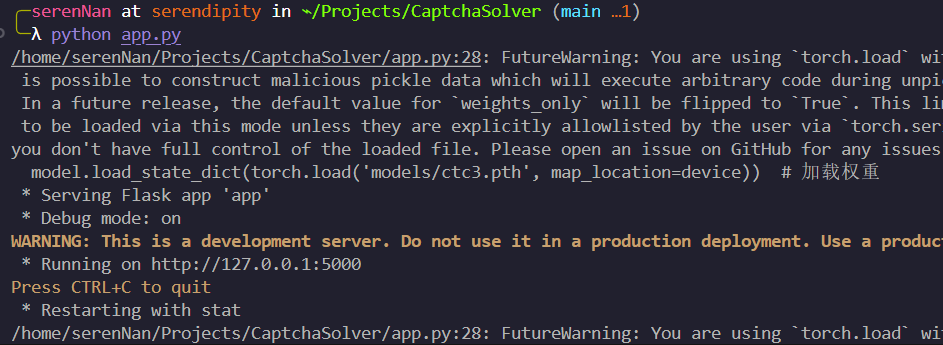 serenNan at serendipity in ~/Projects/CaptchaSolver (main …1)
λ python app.py
/home/serenNan/Projects/CaptchaSolver/app.py:28: FutureWarning: You are using `torch.load` wi
is possible to construct malicious pickle data which will execute arbitrary code during unpi
In a future release, the default value for `weights_only` will be flipped to `True`. This li
to be loaded via this mode unless they are explicitly allowlisted by the user via `torch.ser
you don't have full control of the loaded file. Please open an issue on GitHub for any issues
model.load_state_dict(torch.load('models/ctc3.pth', map_location=device))  # 加载权重
* Serving Flask app 'app'
* Debug mode: on
WARNING: This is a development server. Do not use it in a production deployment. Use a produc
* Running on http://127.0.0.1:5000
Press CTRL+C to quit
* Restarting with stat
/home/serenNan/Projects/CaptchaSolver/app.py:28: FutureWarning: You are using `torch.load` wi